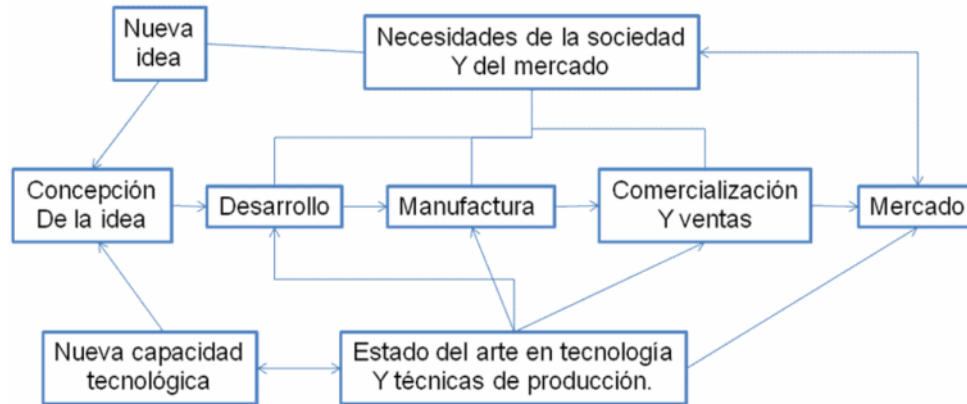 Nueva
idea
Necesidades de la sociedad
Y del mercado
Concepción
De la idea
Desarrollo
Manufactura
Comercialización
Y ventas
Mercado
Nueva capacidad
tecnológica
Estado del arte en tecnología
Y técnicas de producción.